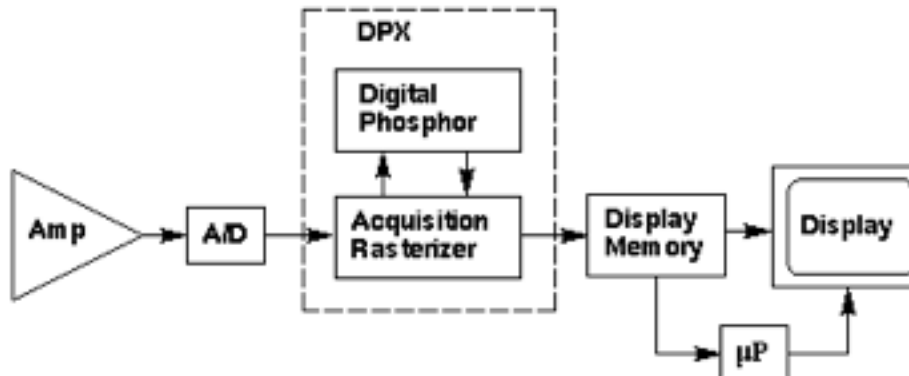 DPX
Digital
Phosphor
Amp
A/D
Acquisition
Rasterizer
Display
Memory
Display
µP